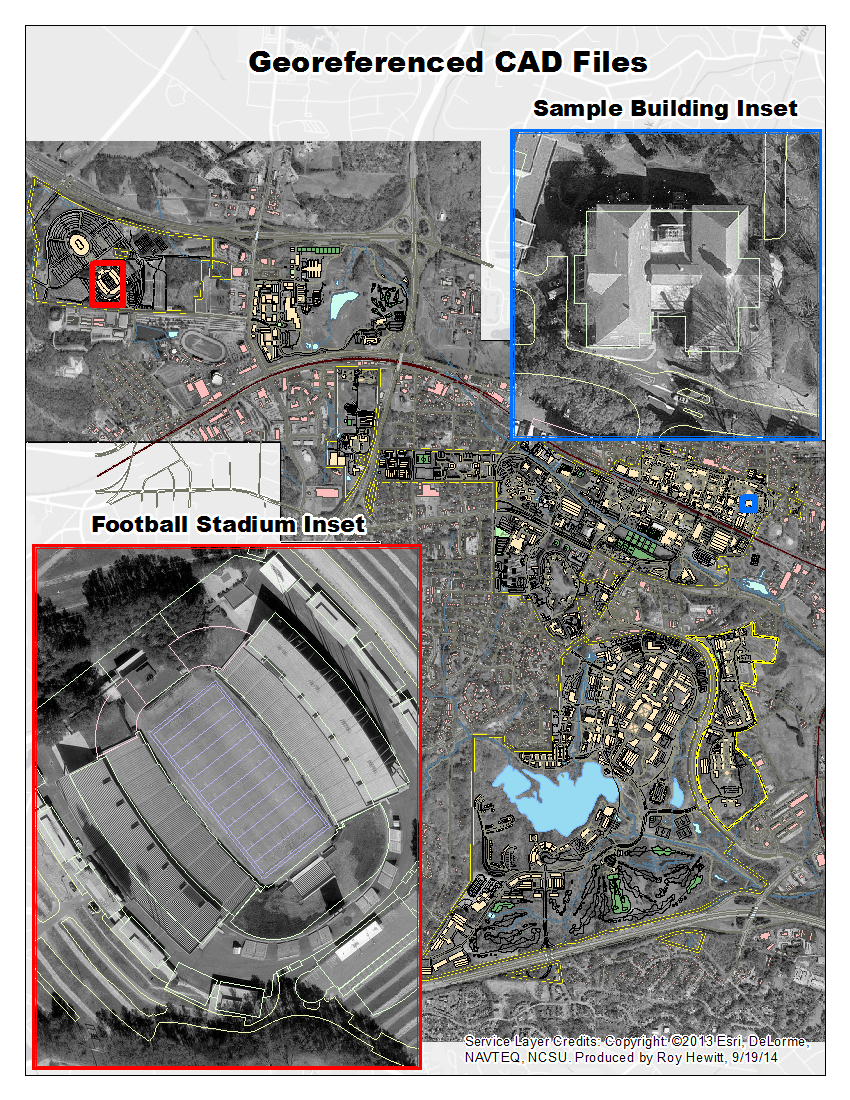 Georeferenced CAD Files
Sample Building Inset
Football Stadium Inset
Service Layer Credits: Copyright: ©2013 Esri, DeLorme,
NAVTEQ, NCSU. Produced by Roy Hewitt, 9/19/14